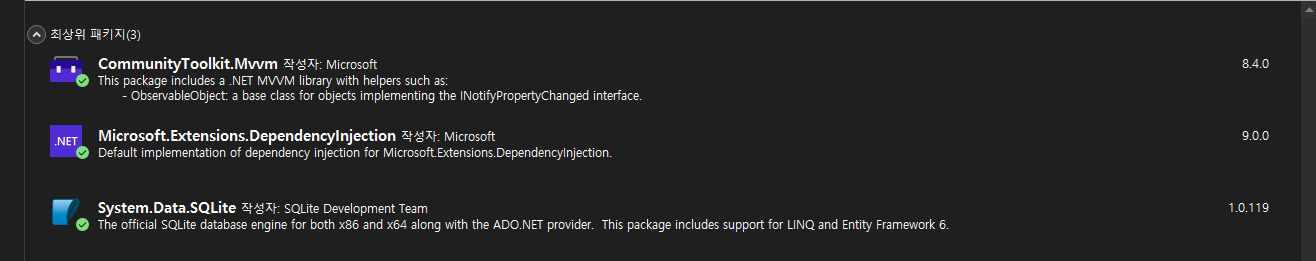 최상위 패키지(3)
CommunityToolkit.Mvvm 작성자: Microsoft 8.4.0
This package includes a .NET MVVM library with helpers such as:
- ObservableObject: a base class for objects implementing the INotifyPropertyChanged interface.
.NET Microsoft.Extensions.DependencyInjection 작성자: Microsoft 9.0.0
Default implementation of dependency injection for Microsoft.Extensions.DependencyInjection.
System.Data.SQLite 작성자: SQLite Development Team 1.0.119
The official SQLite database engine for both x86 and x64 along with the ADO.NET provider.  This package includes support for LINQ and Entity Framework 6.